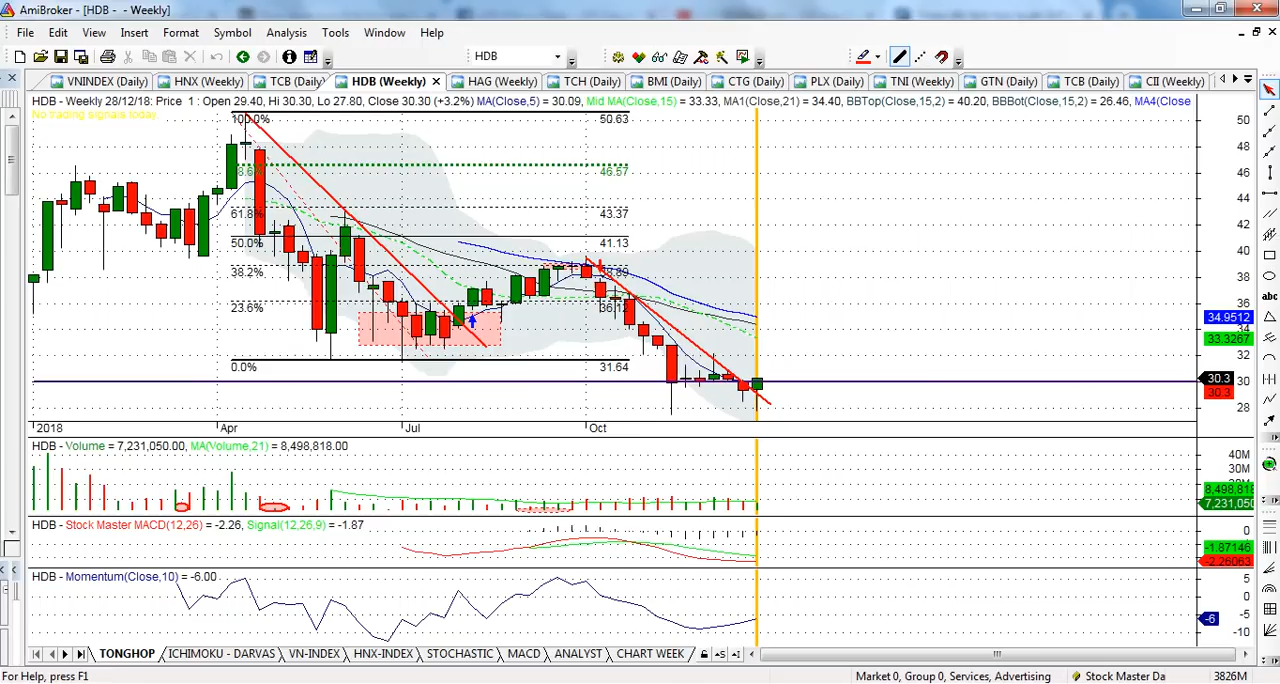 AmiBroker - [HDB - - Weekly]
File Edit View Insert Format Symbol Analysis Tools Window Help
HDB
VNINDEX (Daily) HNX (Weekly) TCB (Daily) HDB (Weekly) HAG (Weekly) TCH (Daily) BMI (Daily) CTG (Daily) PLX (Daily) TNI (Weekly) GTN (Daily) TCB (Daily) CII (Weekly)
HDB - Weekly 28/12/18: Price 1: Open 29.40, Hi 30.30, Lo 27.80, Close 30.30 (+3.2%) MA(Close,5) = 30.09, Mid MA(Close,15) = 33.33, MA1(Close,21) = 34.40, BBTop(Close,15,2) = 40.20, BBBot(Close,15,2) = 26.46, MA4(Close
No trading signals today.
100.0% 50.63
50
48
46.57
46
44
61.8% 43.37
42
50.0% 41.13
40
38.2%
38
23.6% 36.12
36
34.9512
34
33.3267
32
0.0% 31.64
30.3
30
30.3
28
2018 Apr Jul Oct
HDB - Volume = 7,231,050.00, MA(Volume,21) = 8,498,818.00
40M
30M
8,498,818
7,231,050
HDB - Stock Master MACD(12,26) = -2.26, Signal(12,26,9) = -1.87
0
-1.87146
-2.26063
HDB - Momentum(Close,10) = -6.00
5
0
-5
-6
-10
TONGHOP ICHIMOKU - DARVAS VN-INDEX HNX-INDEX STOCHASTIC MACD ANALYST CHART WEEK
For Help, press F1 Market 0, Group 0, Services, Advertising Stock Master Da 3826M